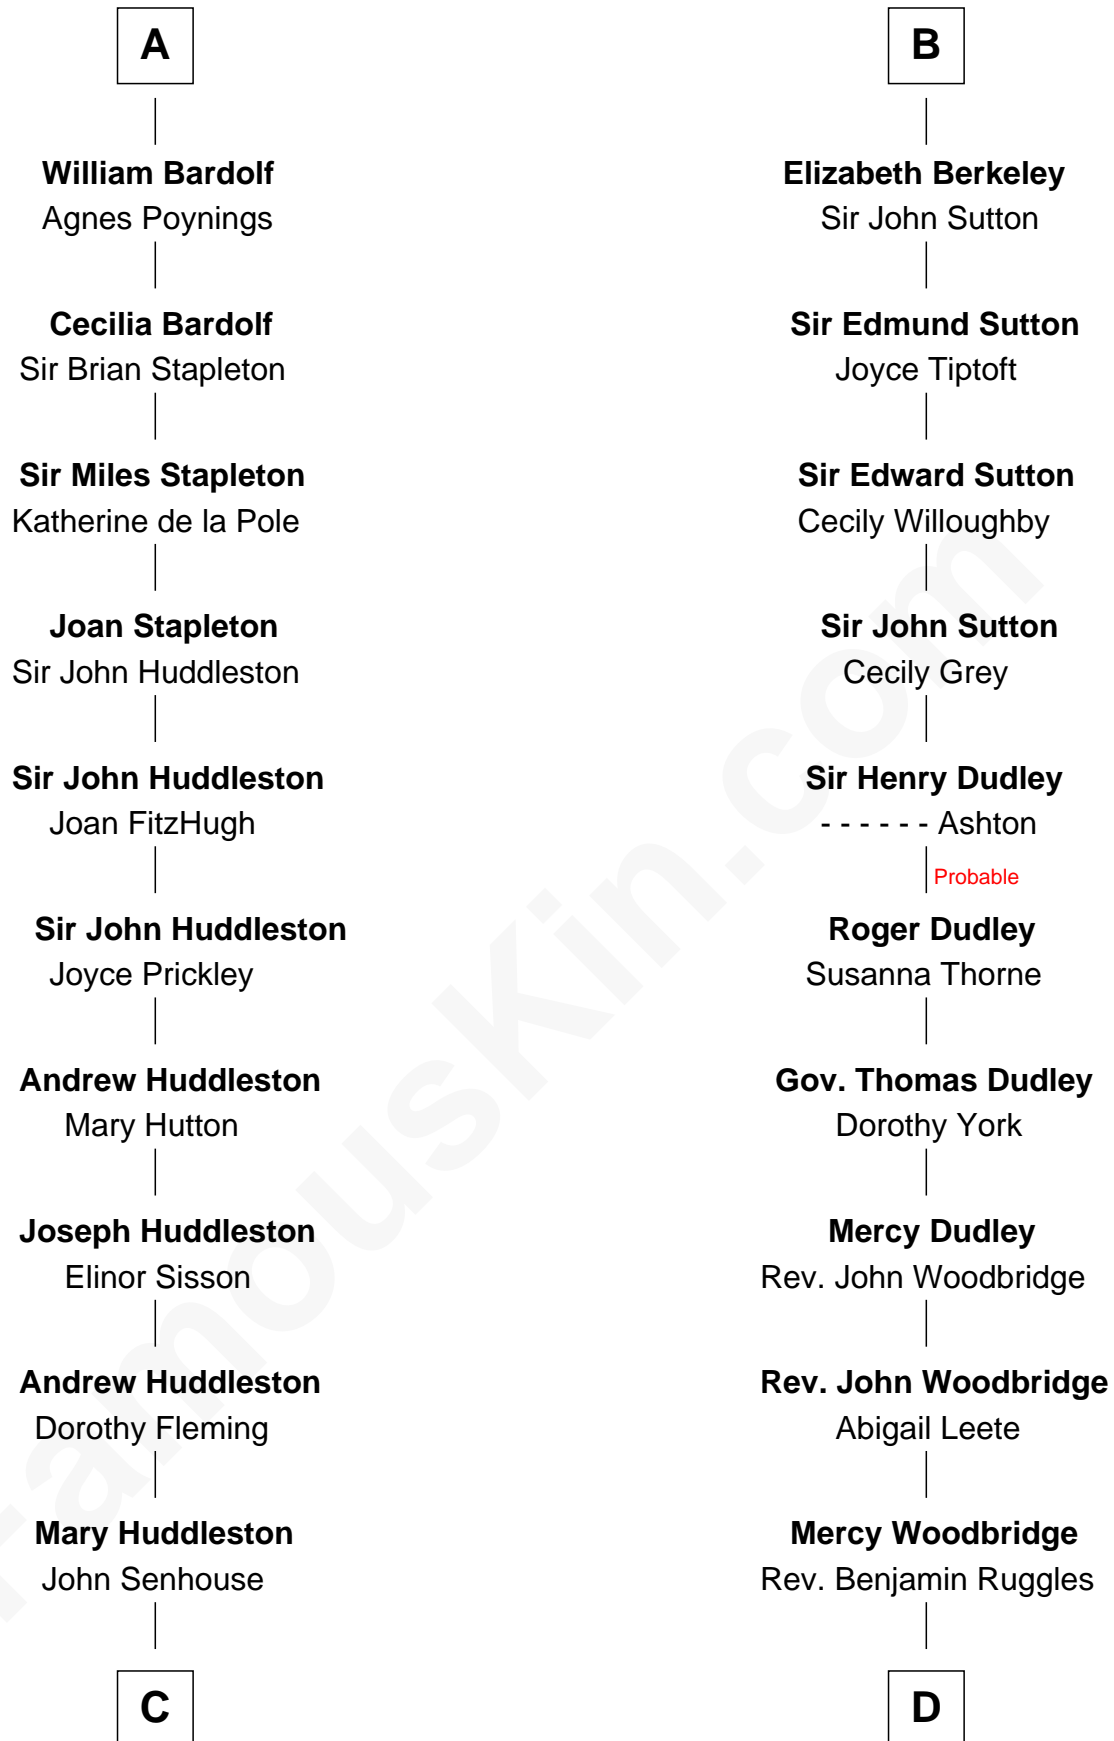 A
William Bardolf
Agnes Poynings
Cecilia Bardolf
Sir Brian Stapleton
Sir Miles Stapleton
Katherine de la Pole
Joan Stapleton
Sir John Huddleston
Sir John Huddleston
Joan FitzHugh
Sir John Huddleston
Joyce Prickley
Andrew Huddleston
Mary Hutton
Joseph Huddleston
Elinor Sisson
Andrew Huddleston
Dorothy Fleming
Mary Huddleston
John Senhouse
C
B
Elizabeth Berkeley
Sir John Sutton
Sir Edmund Sutton
Joyce Tiptoft
Sir Edward Sutton
Cecily Willoughby
Sir John Sutton
Cecily Grey
Sir Henry Dudley
- - - - - - Ashton
Probable
Roger Dudley
Susanna Thorne
Gov. Thomas Dudley
Dorothy York
Mercy Dudley
Rev. John Woodbridge
Rev. John Woodbridge
Abigail Leete
Mercy Woodbridge
Rev. Benjamin Ruggles
D
FamousKin.com